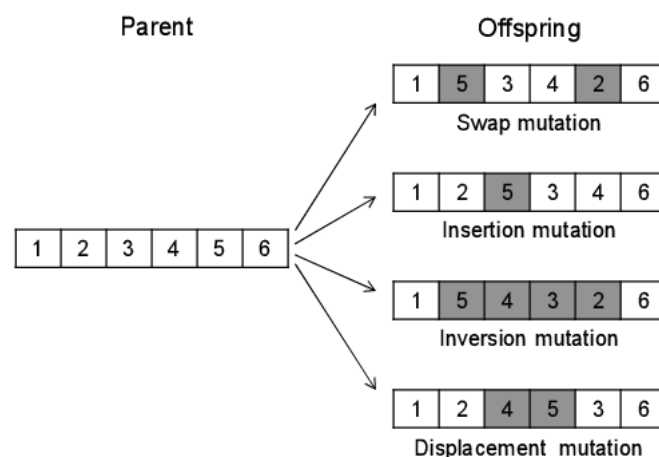 Parent
Offspring
1 5 3 4 2 6
Swap mutation
1 2 5 3 4 6
Insertion mutation
1 2 3 4 5 6
1 5 4 3 2 6
Inversion mutation
1 2 4 5 3 6
Displacement mutation